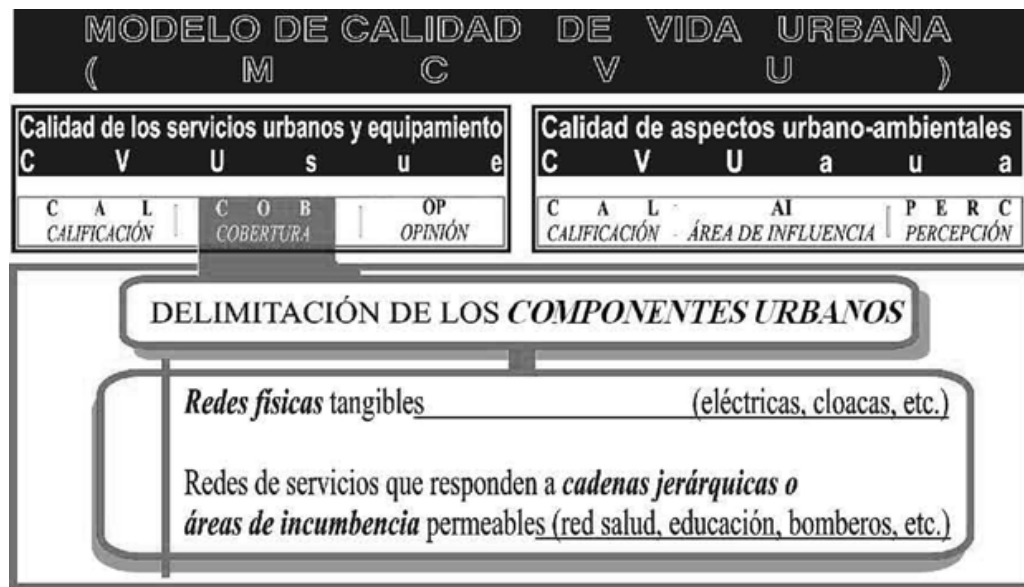 MODELO DE CALIDAD DE VIDA URBANA
( M C V U )
Calidad de los servicios urbanos y equipamiento
C V U s u e
C A L C O B OP
CALIFICACIÓN COBERTURA OPINIÓN
Calidad de aspectos urbano-ambientales
C V U a u a
C A L AI P E R C
CALIFICACIÓN - ÁREA DE INFLUENCIA PERCEPCIÓN
DELIMITACIÓN DE LOS COMPONENTES URBANOS
Redes físicas tangibles (eléctricas, cloacas, etc.)
Redes de servicios que responden a cadenas jerárquicas o
áreas de incumbencia permeables (red salud, educación, bomberos, etc.)